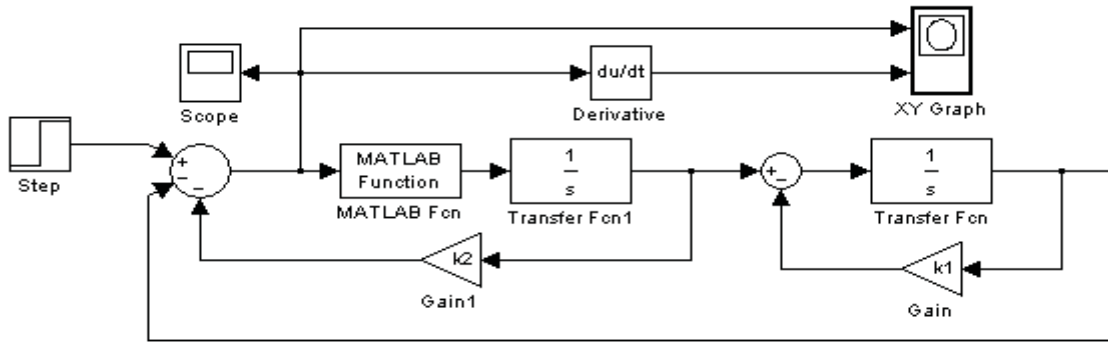 du/dt
Scope
Derivative
XY Graph
Step
+
−
−
MATLAB
Function
MATLAB Fcn
1
s
Transfer Fcn1
+
−
1
s
Transfer Fcn
k2
Gain1
k1
Gain